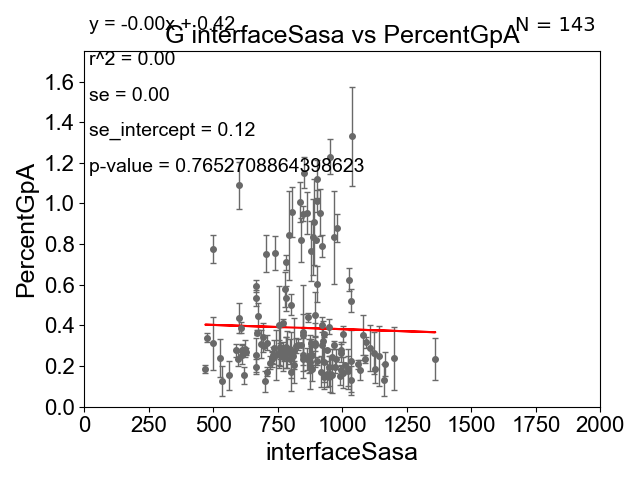 y = -0.00x + 0.42
G interfaceSasa vs PercentGpA
N = 143
r^2 = 0.00
se = 0.00
se_intercept = 0.12
p-value = 0.7652708864398623
PercentGpA
1.6
1.4
1.2
1.0
0.8
0.6
0.4
0.2
0.0
0 250 500 750 1000 1250 1500 1750 2000
interfaceSasa